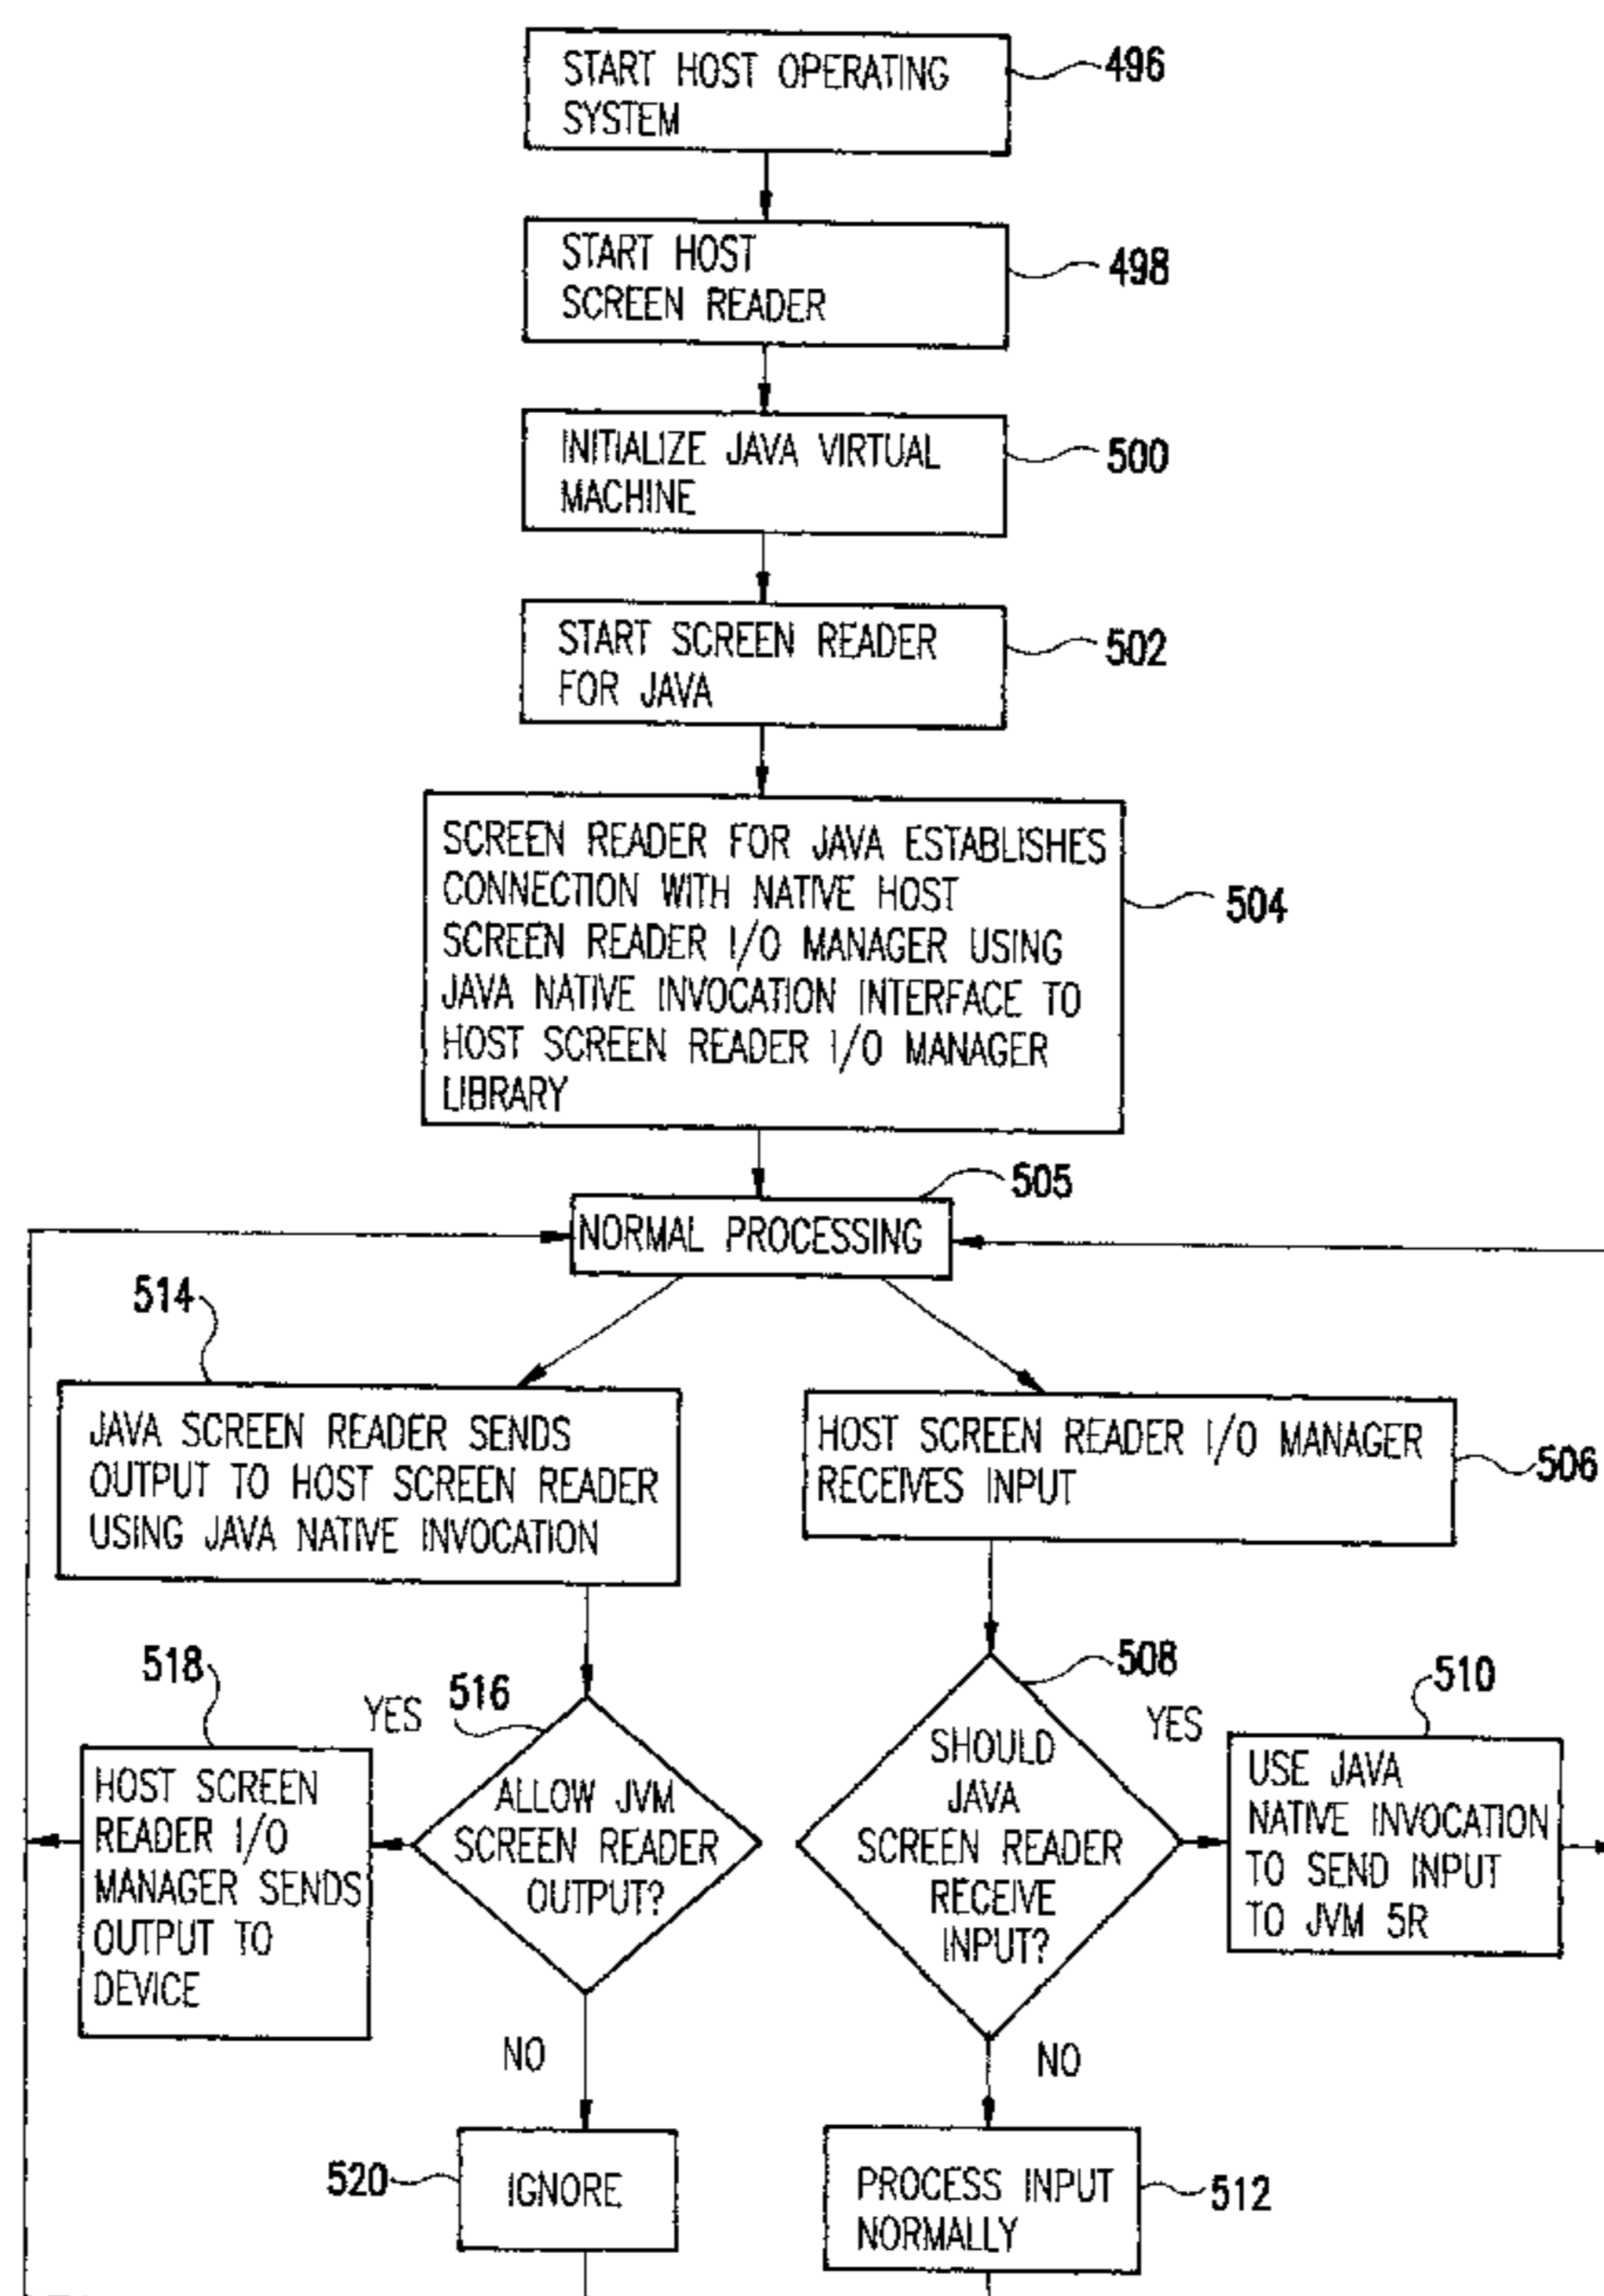 START HOST OPERATING
SYSTEM
496
START HOST
SCREEN READER
498
INITIALIZE JAVA VIRTUAL
MACHINE
500
START SCREEN READER
FOR JAVA
502
SCREEN READER FOR JAVA ESTABLISHES
CONNECTION WITH NATIVE HOST
SCREEN READER I/O MANAGER USING
JAVA NATIVE INVOCATION INTERFACE TO
HOST SCREEN READER I/O MANAGER
LIBRARY
504
505
NORMAL PROCESSING
514
JAVA SCREEN READER SENDS
OUTPUT TO HOST SCREEN READER
USING JAVA NATIVE INVOCATION
HOST SCREEN READER I/O MANAGER
RECEIVES INPUT
506
518
YES
516
HOST SCREEN
READER I/O
MANAGER SENDS
OUTPUT TO
DEVICE
ALLOW JVM
SCREEN READER
OUTPUT?
508
SHOULD
JAVA
SCREEN READER
RECEIVE
INPUT?
YES
510
USE JAVA
NATIVE INVOCATION
TO SEND INPUT
TO JVM 5R
NO
NO
520
IGNORE
PROCESS INPUT
NORMALLY
512